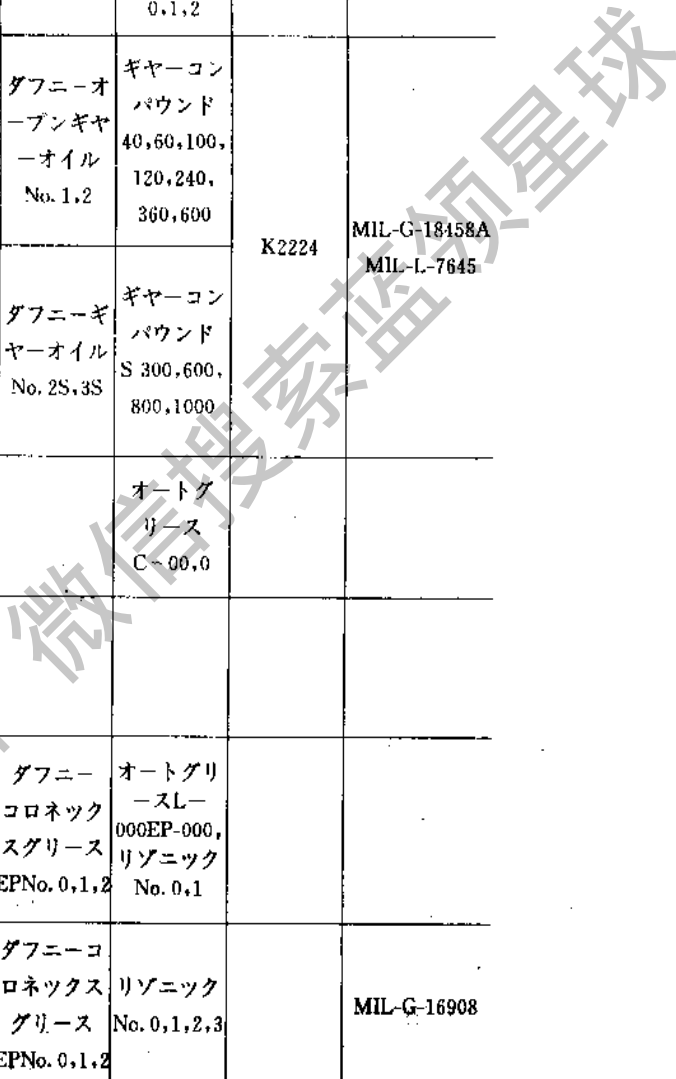 0,1,2
ダフニーオ
ーブンギヤ
ーオイル
No. 1,2
ギヤーコン
パウンド
40,60,100,
120,240,
360,600
K2224
MIL-G-18458A
MIL-L-7645
ダフニーギ
ヤーオイル
No. 2S,3S
ギヤーコン
パウンド
S 300,600,
800,1000
オートグ
リース
C-00,0
ダフニー
コロネック
スグリース
EPNo. 0,1,2
オートグリ
ースL-
000EP-000,
リゾニック
No. 0,1
ダフニーコ
ロネックス
グリース
EPNo. 0,1,2
リゾニック
No. 0,1,2,3
MIL-G-16908
微信搜索蓝领星球